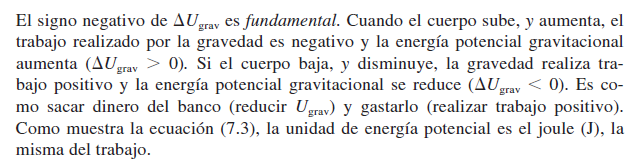 El signo negativo de ΔU_grav es fundamental. Cuando el cuerpo sube, y aumenta, el
trabajo realizado por la gravedad es negativo y la energía potencial gravitacional
aumenta (ΔU_grav > 0). Si el cuerpo baja, y disminuye, la gravedad realiza tra-
bajo positivo y la energía potencial gravitacional se reduce (ΔU_grav < 0). Es co-
mo sacar dinero del banco (reducir U_grav) y gastarlo (realizar trabajo positivo).
Como muestra la ecuación (7.3), la unidad de energía potencial es el joule (J), la
misma del trabajo.